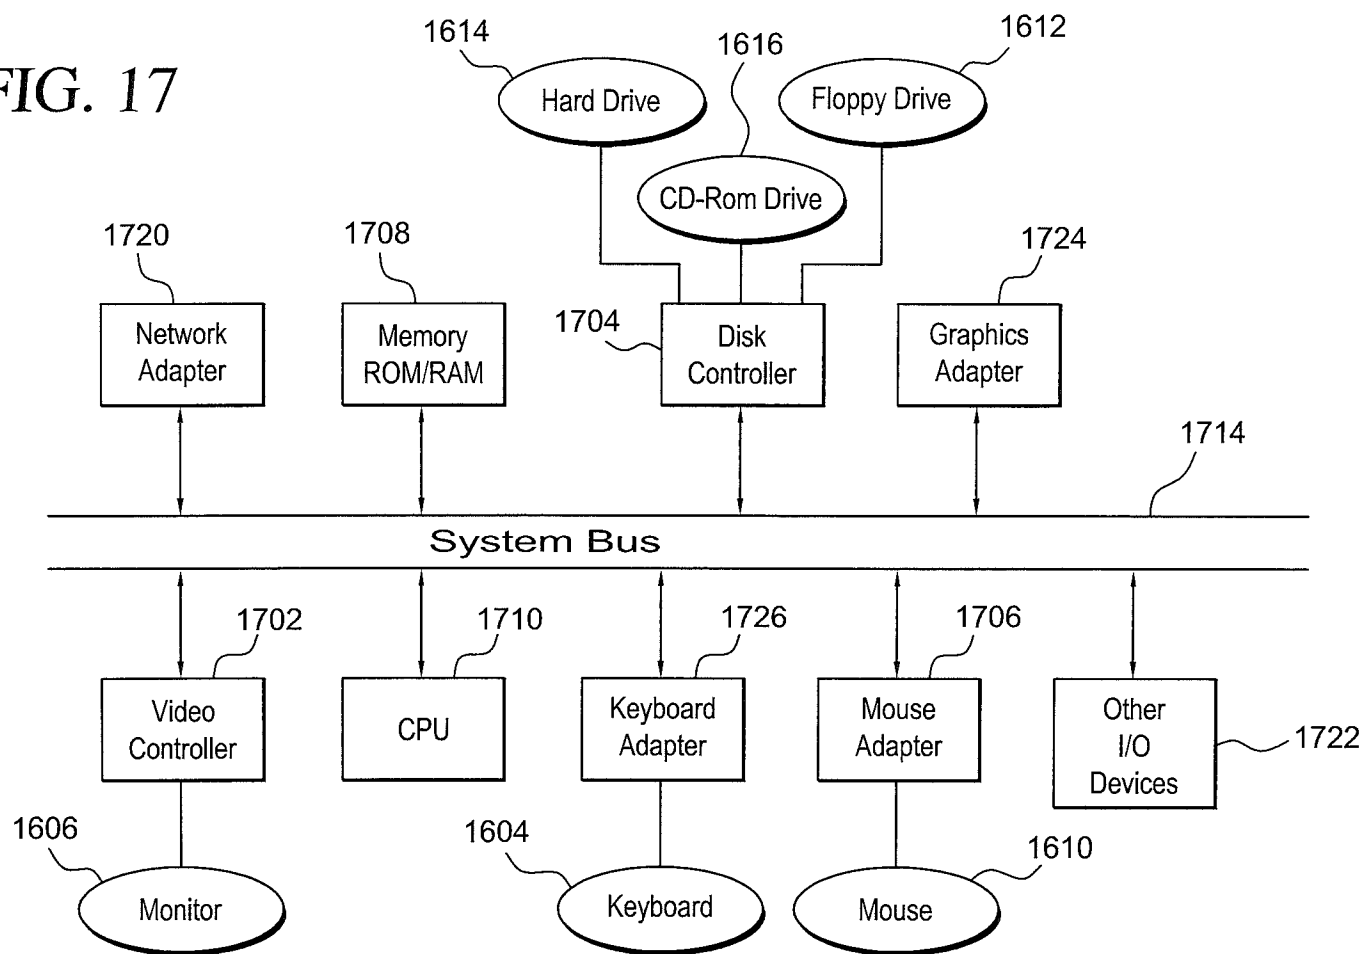 FIG. 17
1614
1616
1612
Hard Drive
Floppy Drive
CD-Rom Drive
1720
1708
1704
1724
Network
Adapter
Memory
ROM/RAM
Disk
Controller
Graphics
Adapter
1714
System Bus
1702
1710
1726
1706
Video
Controller
CPU
Keyboard
Adapter
Mouse
Adapter
Other
I/O
Devices
1722
1606
1604
1610
Monitor
Keyboard
Mouse